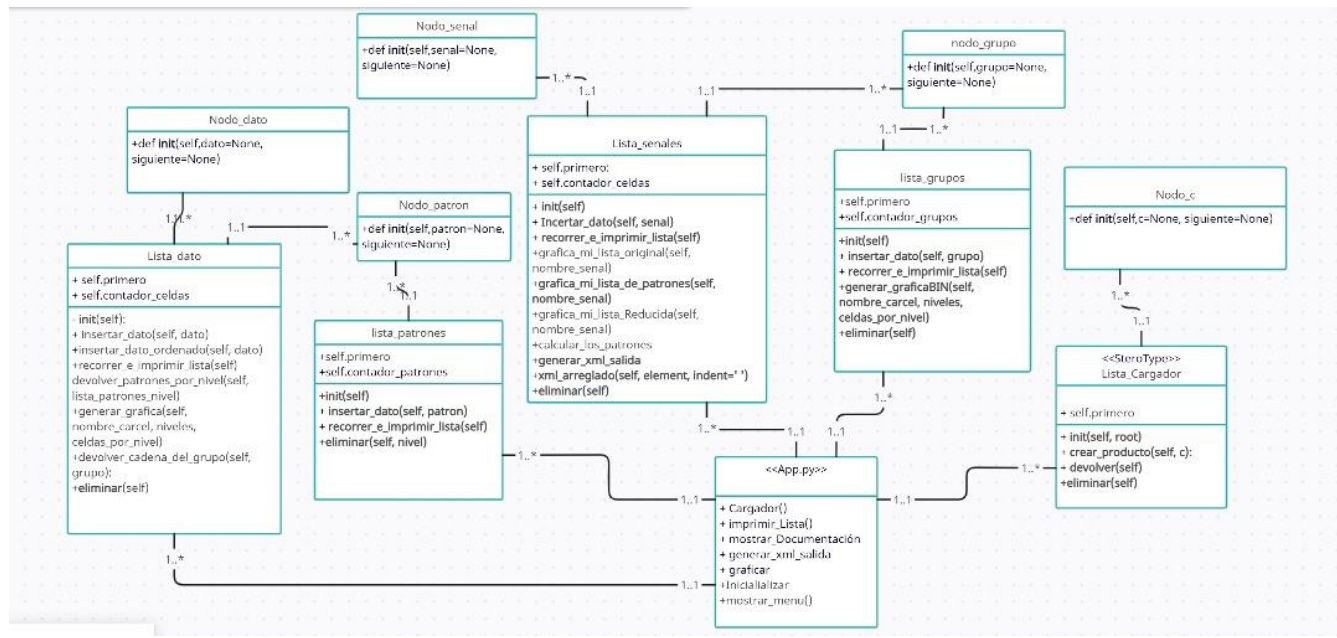 Nodo_senal
+def init(self,senal=None,
siguiente=None)
1..*
1..1
nodo_grupo
+def init(self,grupo=None,
siguiente=None)
1..1
1..*
1..1
1..*
Nodo_dato
+def init(self,dato=None,
siguiente=None)
1..*
1..1
1..*
Nodo_patron
+def init(self,patron=None,
siguiente=None)
1..*
1..1
Lista_senales
+ self.primero:
+ self.contador_celdas
+ init(self)
+ Incertar_dato(self, senal)
+ recorrer_e_imprimir_lista(self)
+grafica_mi_lista_original(self,
nombre_senal)
+grafica_mi_lista_de_patrones(self,
nombre_senal)
+grafica_mi_lista_Reducida(self,
nombre_senal)
+calcular_los_patrones
+generar_xml_salida
+xml_arreglado(self, element, indent=' ')
+eliminar(self)
lista_grupos
+self.primero
+self.contador_grupos
+init(self)
+ insertar_dato(self, grupo)
+ recorrer_e_imprimir_lista(self)
+generar_graficaBIN(self,
nombre_carcel, niveles,
celdas_por_nivel)
+eliminar(self)
Nodo_c
+def init(self,c=None, siguiente=None)
1..*
1..1
Lista_dato
+ self.primero
+ self.contador_celdas
- init(self):
+ Insertar_dato(self, dato)
+insertar_dato_ordenado(self, dato)
+recorrer_e_imprimir_lista(self)
devolver_patrones_por_nivel(self,
lista_patrones_nivel)
+generar_grafica(self,
nombre_carcel, niveles,
celdas_por_nivel)
+devolver_cadena_del_grupo(self,
grupo):
+eliminar(self)
lista_patrones
+self.primero
+self.contador_patrones
+init(self)
+ insertar_dato(self, patron)
+ recorrer_e_imprimir_lista(self)
+eliminar(self, nivel)
<<SteroType>>
Lista_Cargador
+ self.primero
+ init(self, root)
+ crear_producto(self, c):
+ devolver(self)
+eliminar(self)
1..*
1..1
1..*
1..1
1..*
1..1
1..1
1..*
<<App.py>>
+ Cargador()
+ imprimir_Lista()
+ mostrar_Documentación
+ generar_xml_salida
+ graficar
+Inicialializar
+mostrar_menu()
1..*
1..1